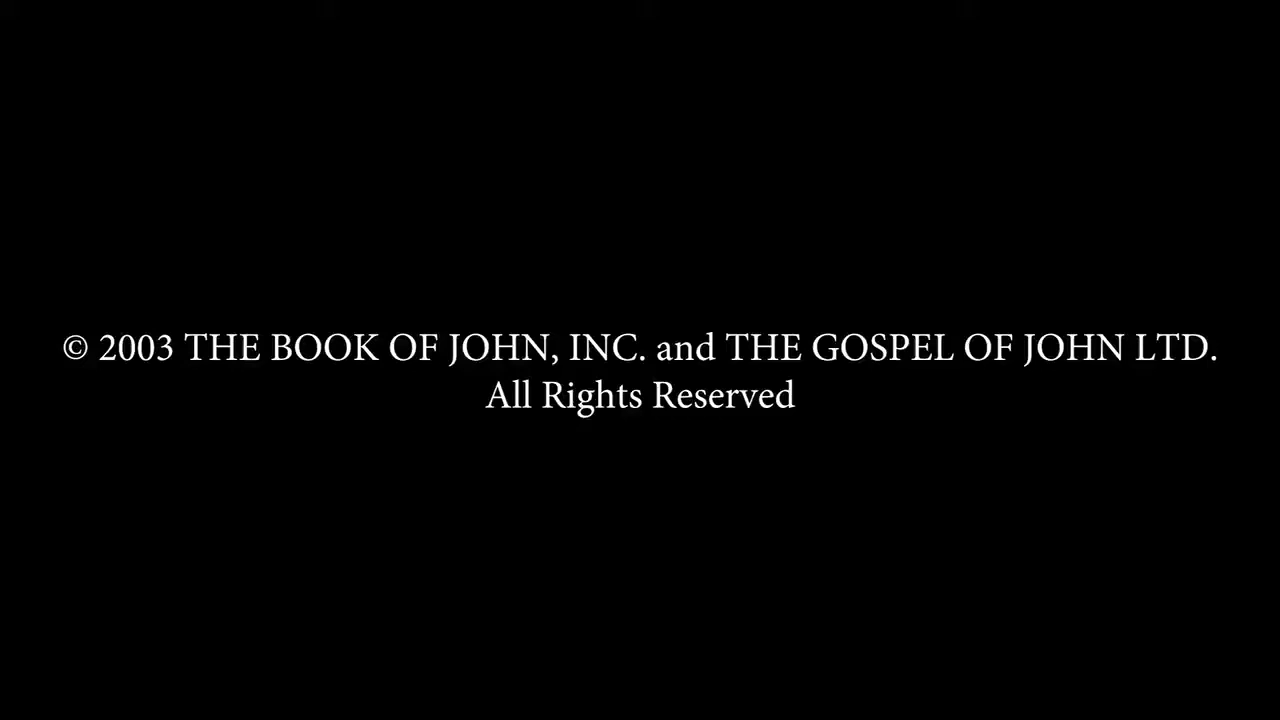 © 2003 THE BOOK OF JOHN, INC. and THE GOSPEL OF JOHN LTD.
All Rights Reserved